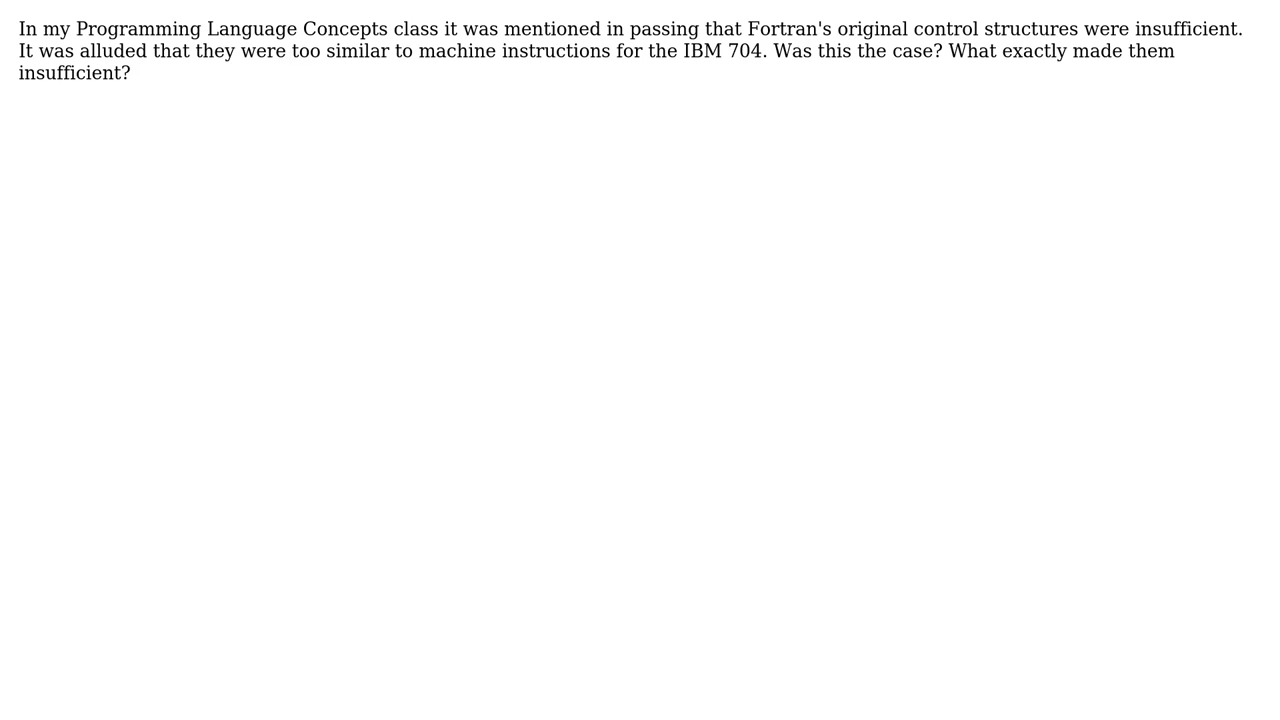 In my Programming Language Concepts class it was mentioned in passing that Fortran's original control structures were insufficient.
It was alluded that they were too similar to machine instructions for the IBM 704. Was this the case? What exactly made them
insufficient?